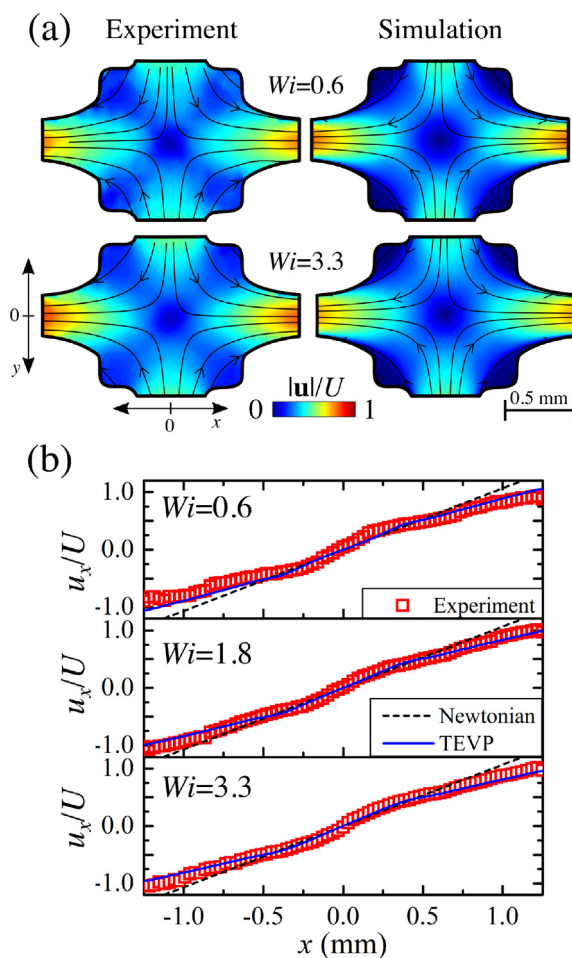 (a) Experiment Simulation
Wi=0.6
Wi=3.3
0
y
0 x
|u|/U
0 1
0.5 mm
(b)
1.0
0.0
-1.0
u_x/U
Wi=0.6
Experiment
1.0
0.0
-1.0
u_x/U
Wi=1.8
Newtonian
TEVP
1.0
0.0
-1.0
u_x/U
Wi=3.3
-1.0 -0.5 0.0 0.5 1.0
x (mm)